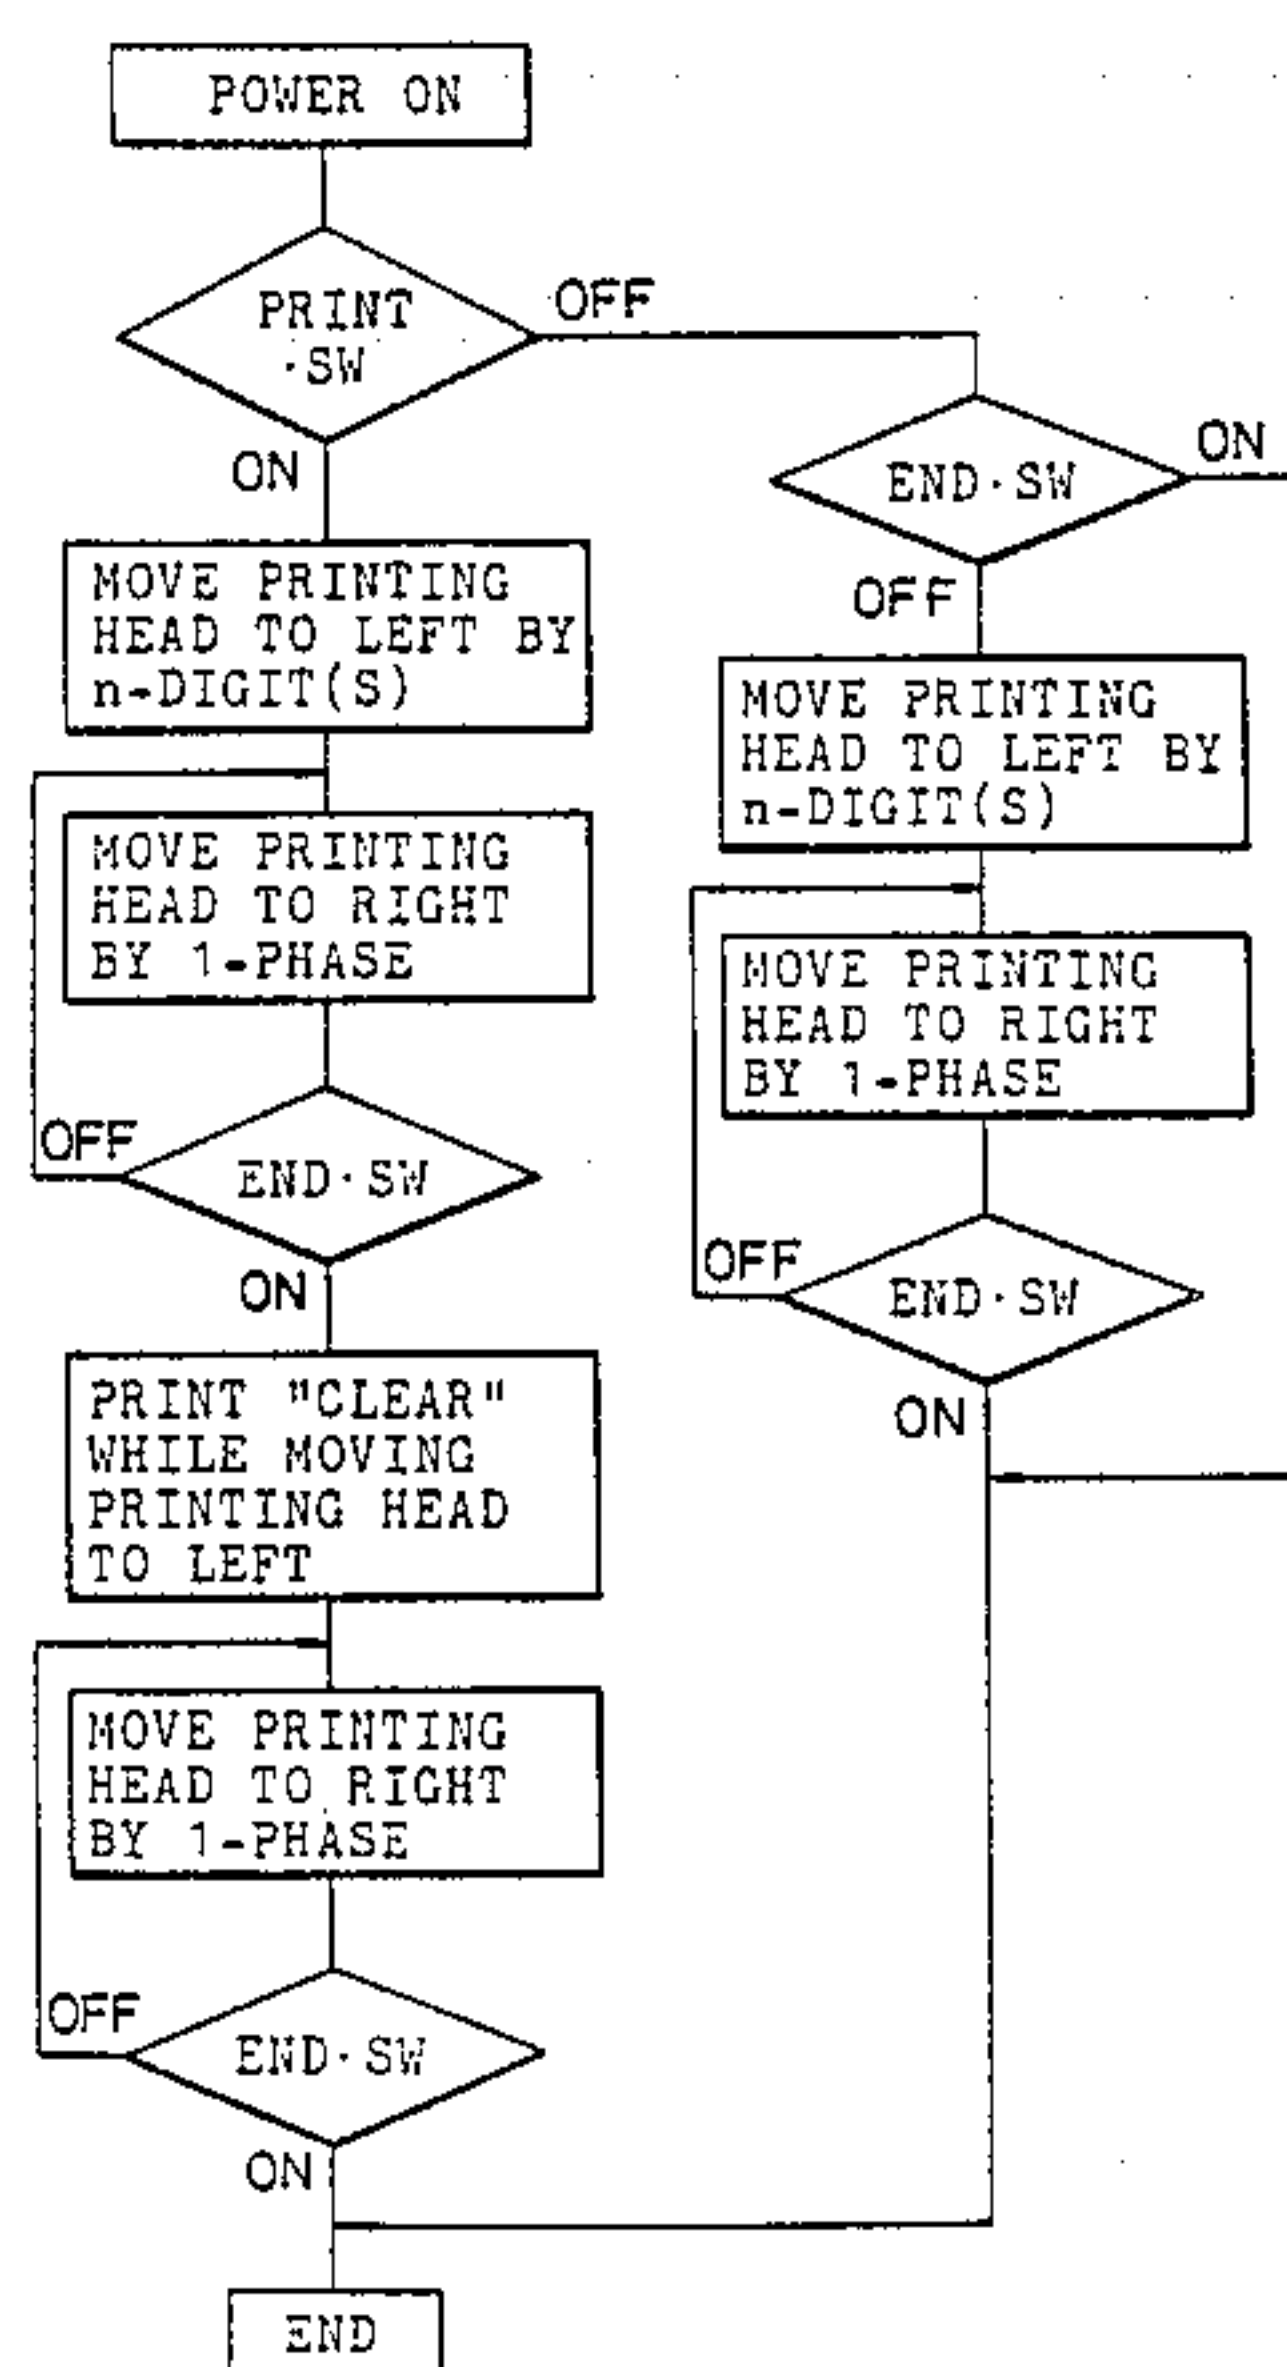 POWER ON
PRINT
·SW
OFF
ON
MOVE PRINTING
HEAD TO LEFT BY
n-DIGIT(S)
MOVE PRINTING
HEAD TO RIGHT
BY 1-PHASE
OFF
END·SW
ON
PRINT "CLEAR"
WHILE MOVING
PRINTING HEAD
TO LEFT
MOVE PRINTING
HEAD TO RIGHT
BY 1-PHASE
OFF
END·SW
ON
END·SW
ON
OFF
MOVE PRINTING
HEAD TO LEFT BY
n-DIGIT(S)
MOVE PRINTING
HEAD TO RIGHT
BY 1-PHASE
OFF
END·SW
ON
END